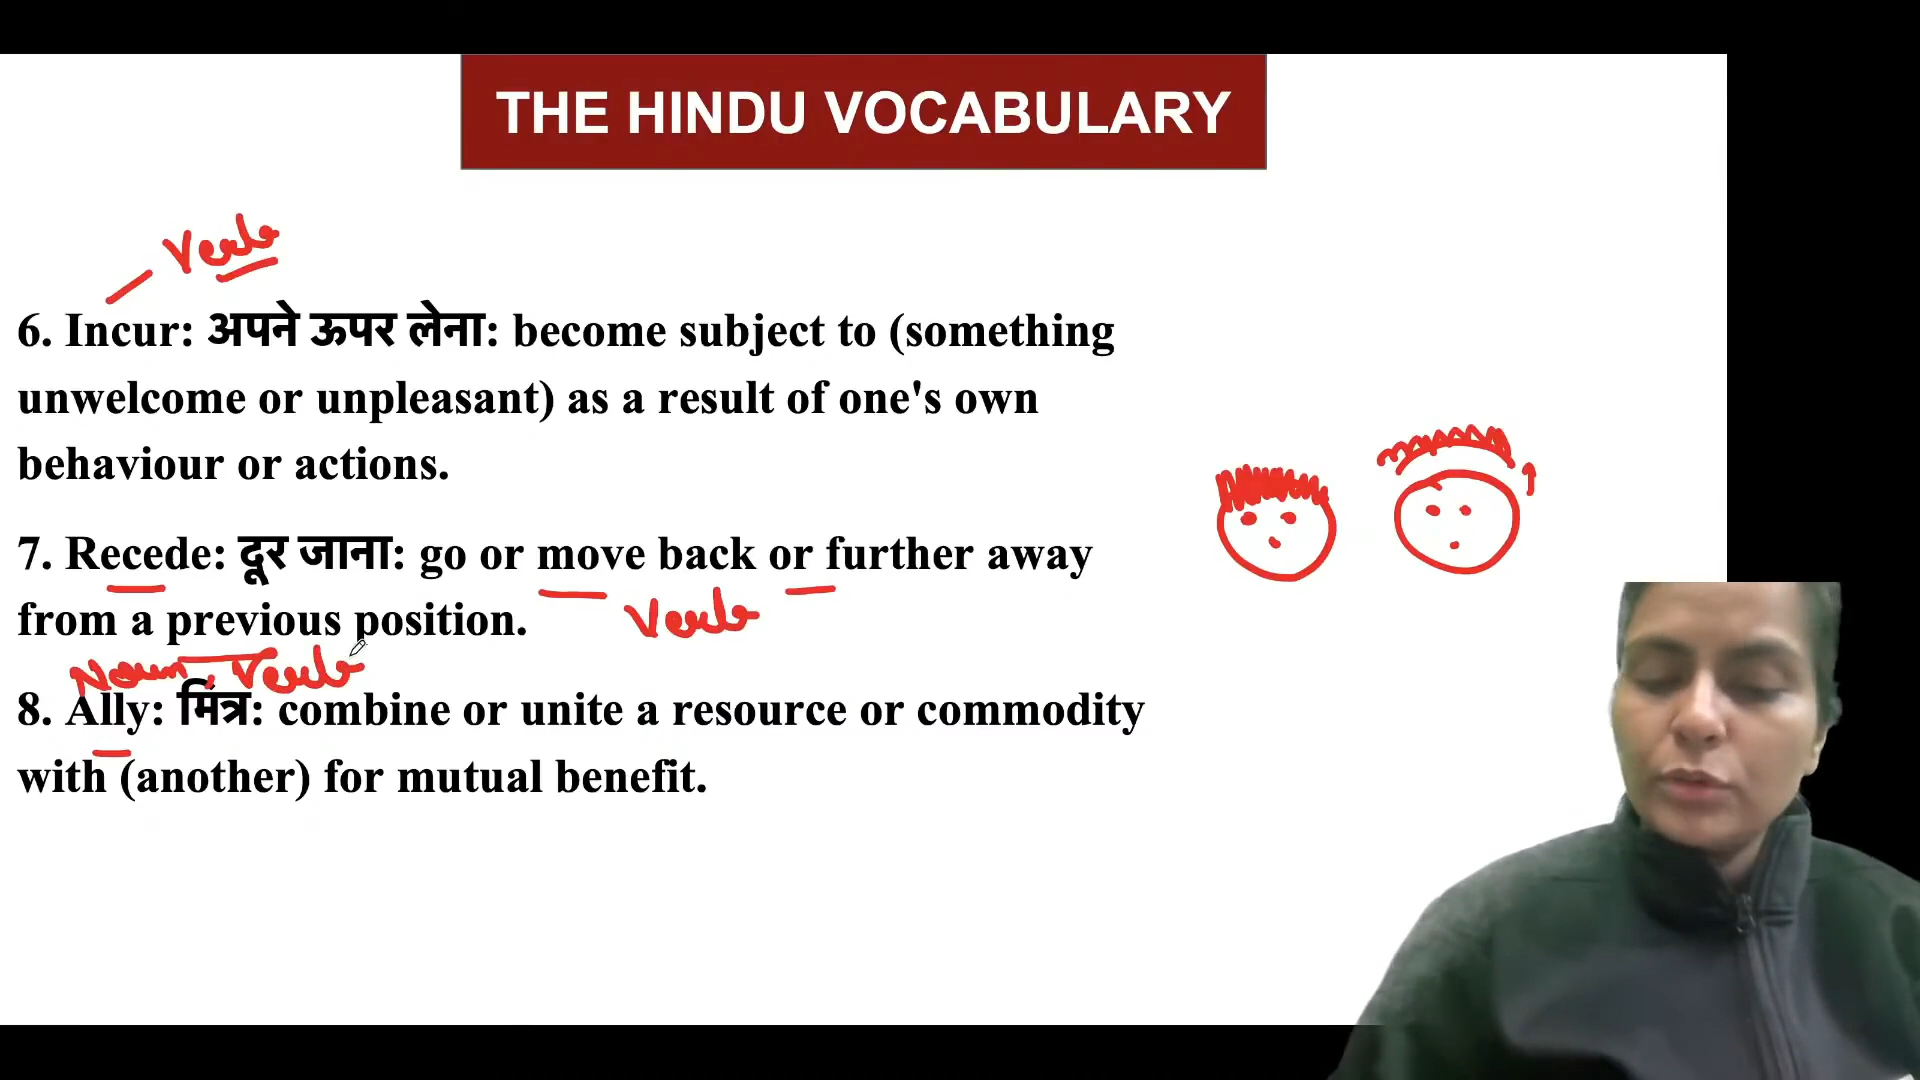 THE HINDU VOCABULARY
Verb
6. Incur: अपने ऊपर लेना: become subject to (something
unwelcome or unpleasant) as a result of one's own
behaviour or actions.
7. Recede: दूर जाना: go or move back or further away
from a previous position.
Verb
Noun, Verb
8. Ally: मित्र: combine or unite a resource or commodity
with (another) for mutual benefit.